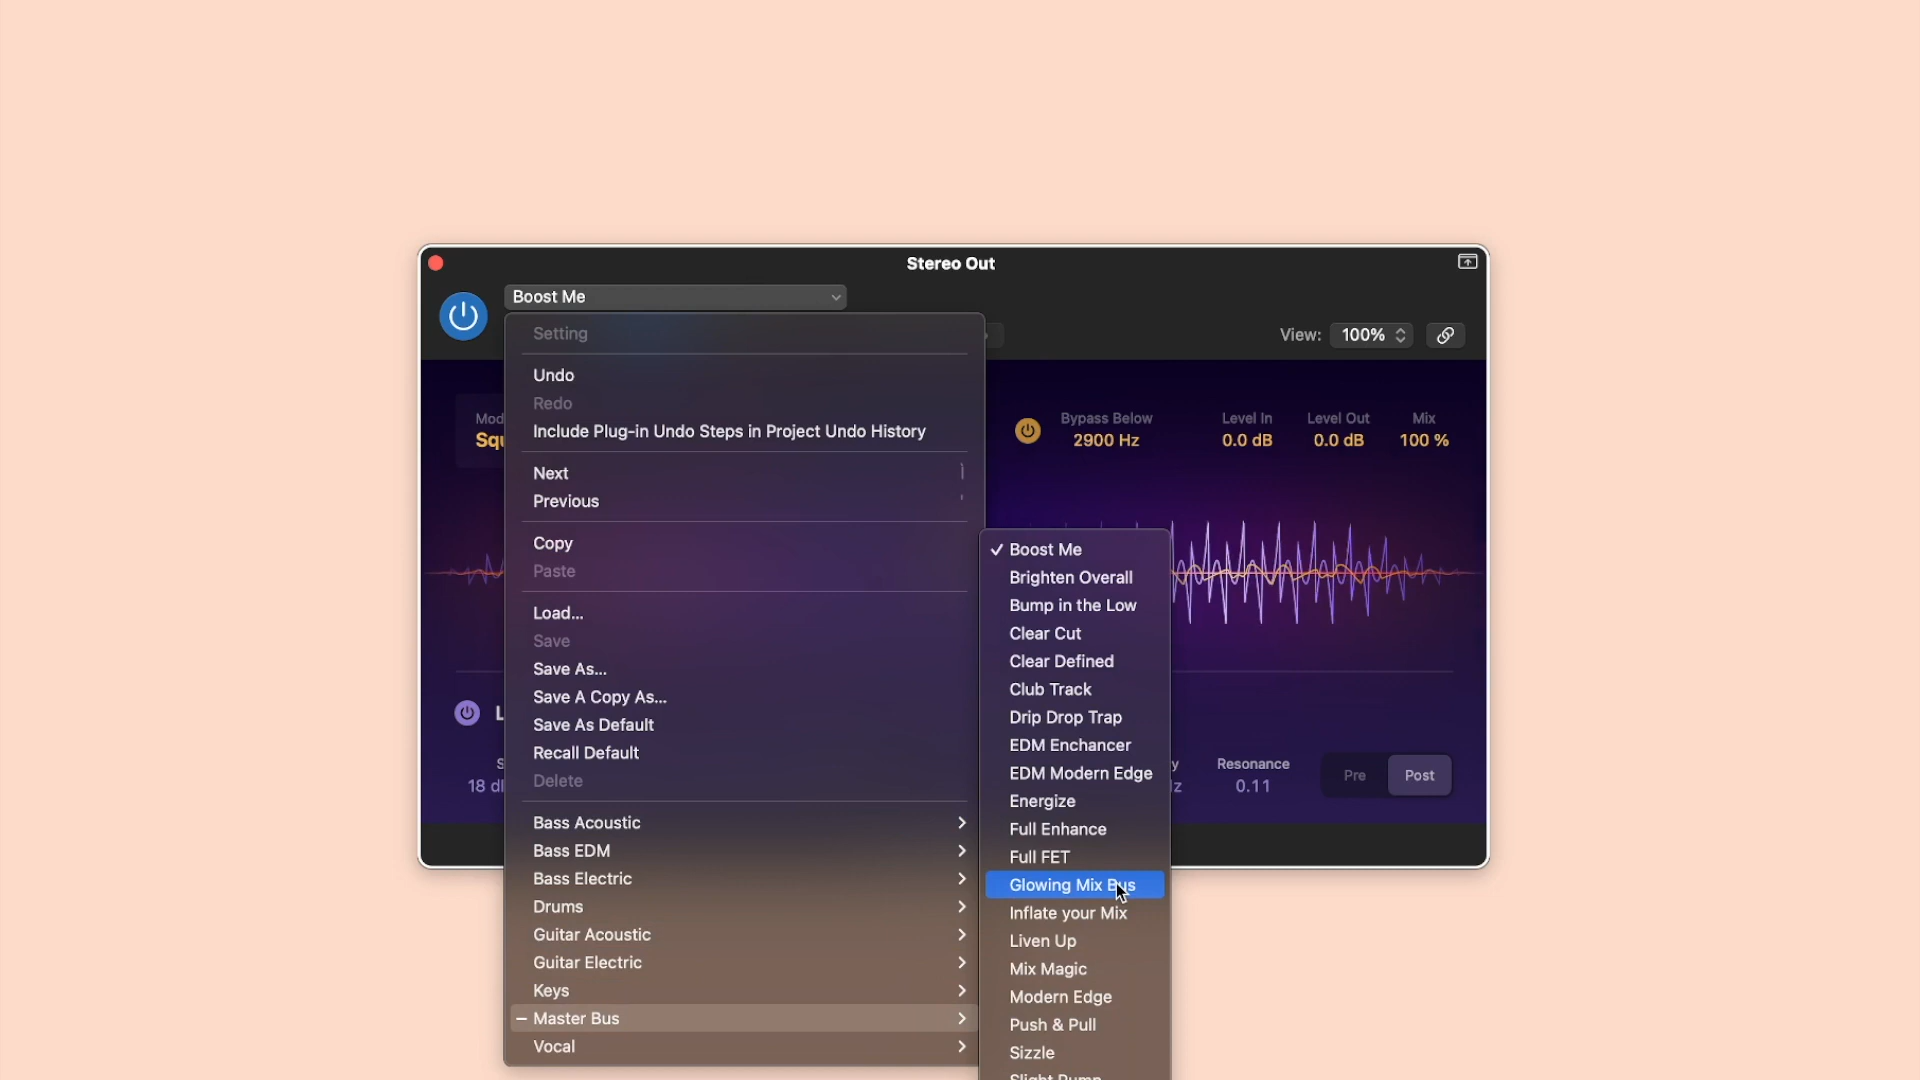 Stereo Out
Boost Me
View: 100%
Setting
Undo
Redo
Include Plug-in Undo Steps in Project Undo History
Next
Previous
Copy
Paste
Load...
Save
Save As...
Save A Copy As...
Save As Default
Recall Default
Delete
Bass Acoustic
Bass EDM
Bass Electric
Drums
Guitar Acoustic
Guitar Electric
Keys
Master Bus
Vocal
Boost Me
Brighten Overall
Bump in the Low
Clear Cut
Clear Defined
Club Track
Drip Drop Trap
EDM Enchancer
EDM Modern Edge
Energize
Full Enhance
Full FET
Glowing Mix Bus
Inflate your Mix
Liven Up
Mix Magic
Modern Edge
Push & Pull
Sizzle
Bypass Below
2900 Hz
Level In
0.0 dB
Level Out
0.0 dB
Mix
100 %
Resonance
0.11
Pre
Post